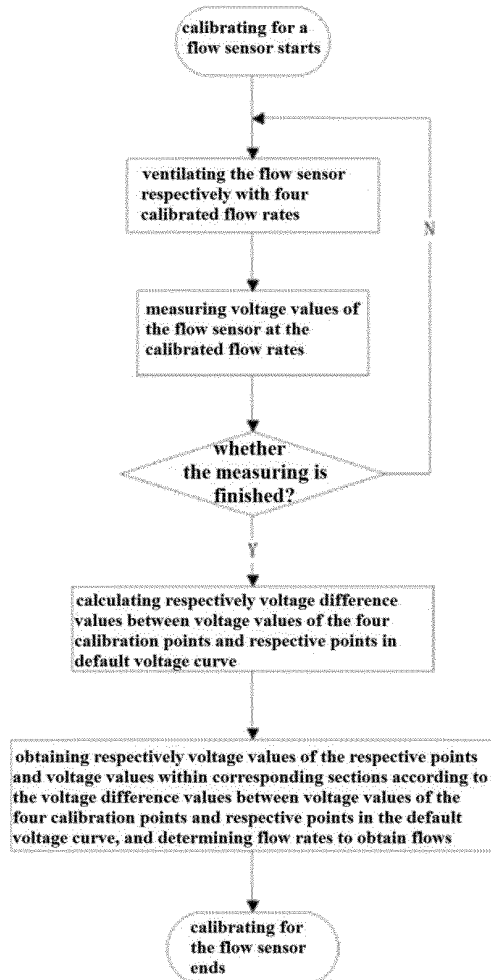 calibrating for a
flow sensor starts
ventilating the flow sensor
respectively with four
calibrated flow rates
N
measuring voltage values of
the flow sensor at the
calibrated flow rates
whether
the measuring is
finished?
Y
calculating respectively voltage difference
values between voltage values of the four
calibration points and respective points in
default voltage curve
obtaining respectively voltage values of the respective points
and voltage values within corresponding sections according to
the voltage difference values between voltage values of the
four calibration points and respective points in the default
voltage curve, and determining flow rates to obtain flows
calibrating for
the flow sensor
ends